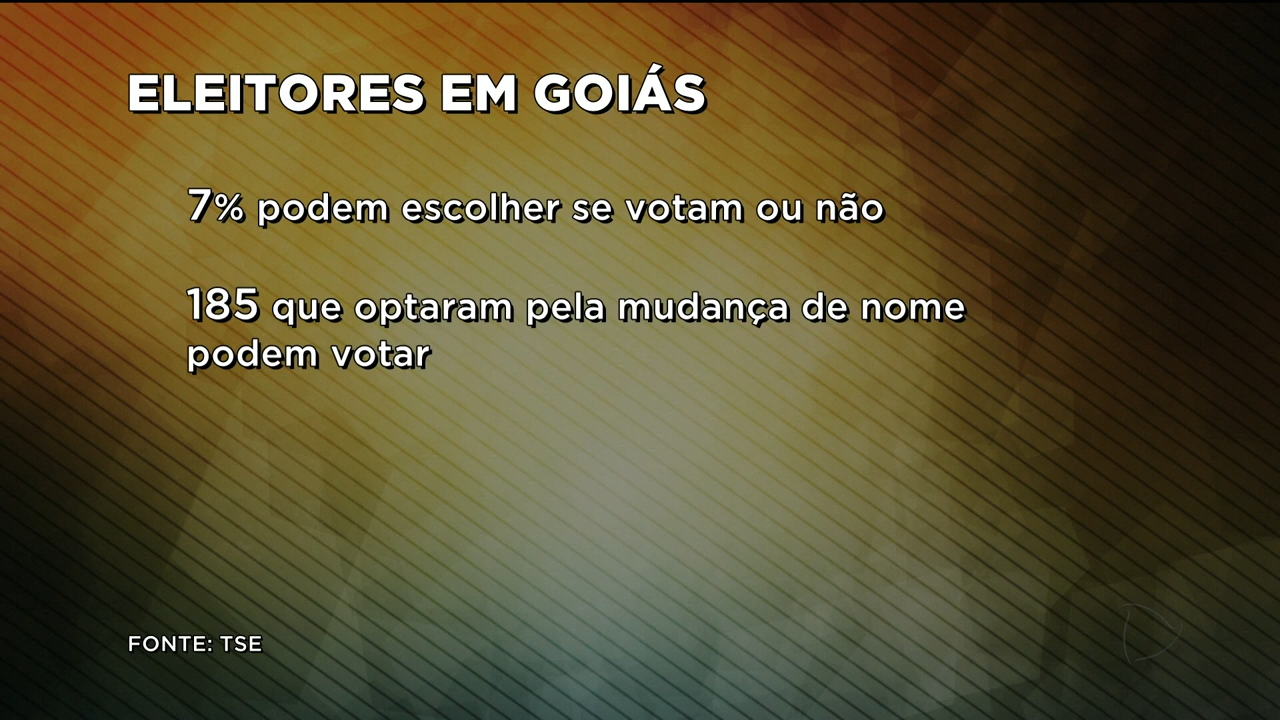 ELEITORES EM GOIÁS
7% podem escolher se votam ou não
185 que optaram pela mudança de nome
podem votar
FONTE: TSE